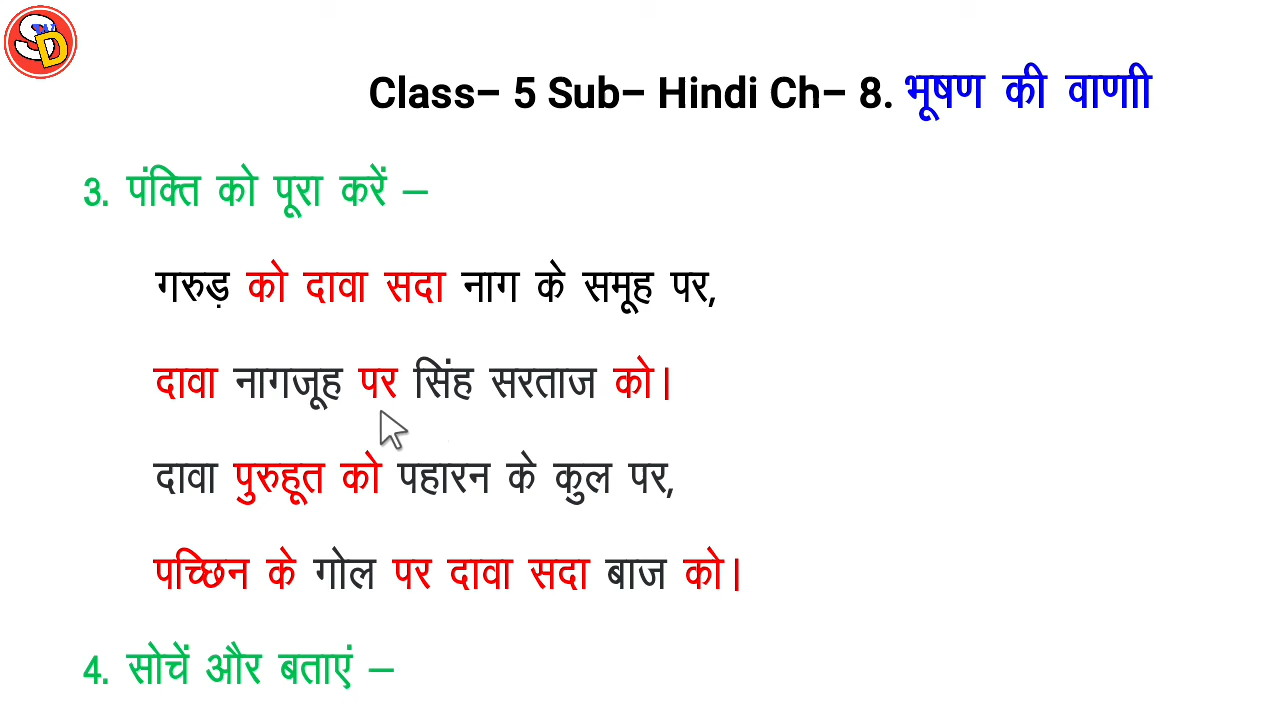 SD
Class– 5 Sub– Hindi Ch– 8. भूषण की वाणाी
3. पंक्ति को पूरा करें –
गरुड़ को दावा सदा नाग के समूह पर,
दावा नागजूह पर सिंह सरताज को।
दावा पुरुहूत को पहारन के कुल पर,
पच्छिन के गोल पर दावा सदा बाज को।
4. सोचें और बताएं –